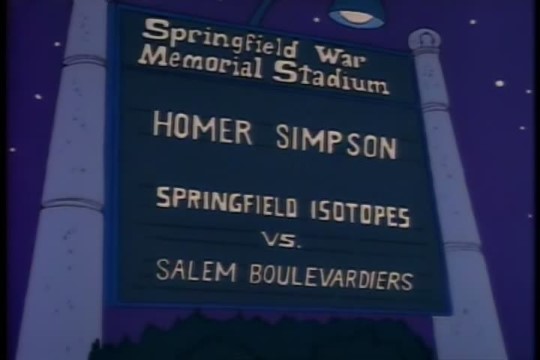 Springfield War
Memorial Stadium
HOMER SIMPSON
SPRINGFIELD ISOTOPES
VS.
SALEM BOULEVARDIERS